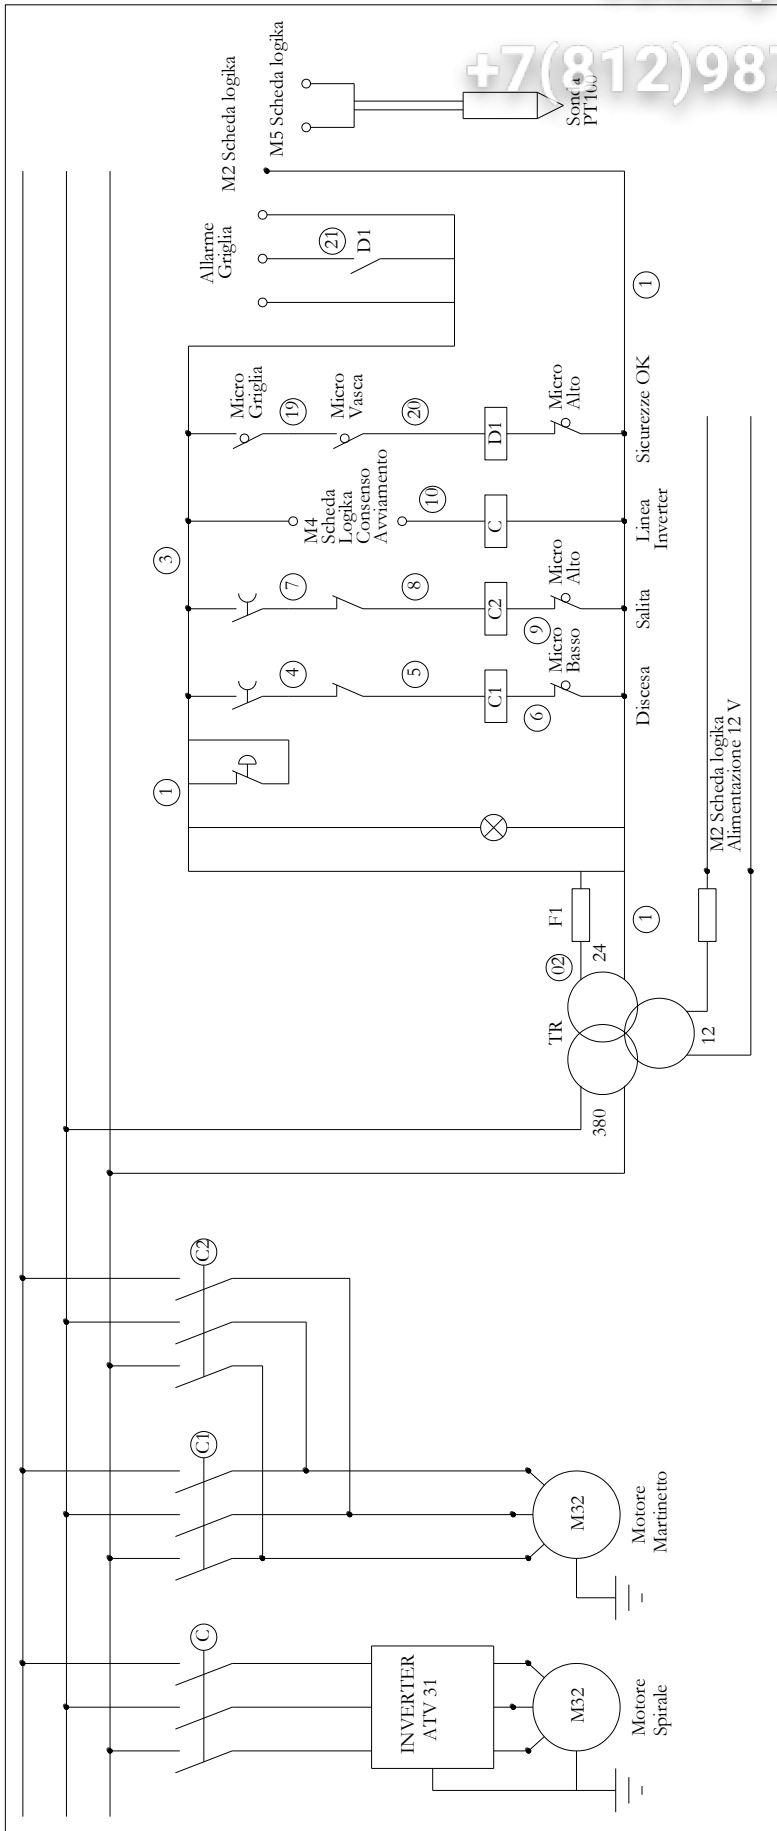 +7(812)987
M2 Scheda logika
M5 Scheda logika
Sonda
PT100
Allarme
Griglia
21
D1
1
Micro
Griglia
19
Micro
Vasca
20
D1
Micro
Alto
Sicurezze OK
3
M4
Scheda
Logika
Consenso
Avviamento
10
C
Linea
Inverter
7
8
C2
9
Micro
Alto
Salita
4
5
C1
6
Micro
Basso
Discesa
1
M2 Scheda logika
Alimentazione 12 V
F1
1
02
24
TR
12
380
C2
C1
M32
Motore
Martinetto
C
INVERTER
ATV 31
M32
Motore
Spirale